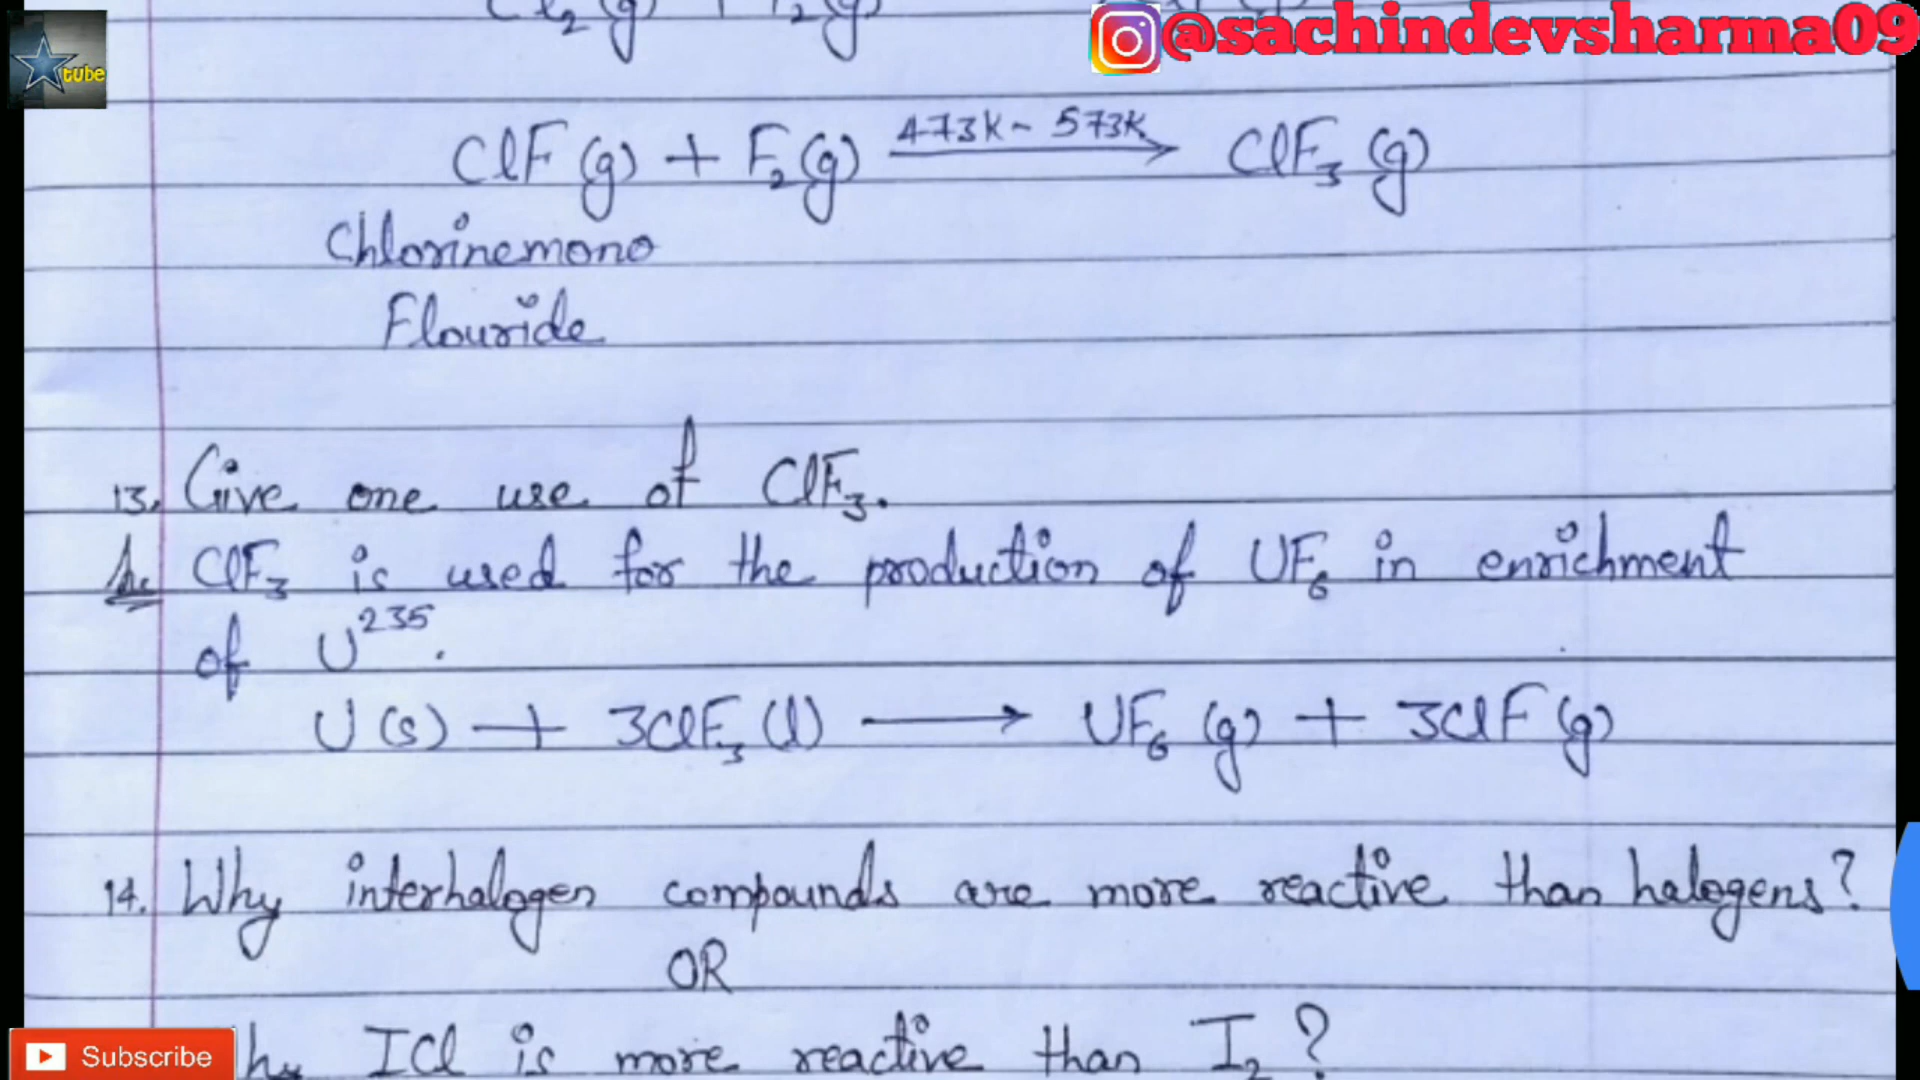 @sachindevsharma09
tube
ClF (g) + F₂(g) 473K - 573K → ClF₃ (g)
Chlorinemono
Flouride
13. Give one use of ClF₃.
ClF₃ is used for the production of UF₆ in enrichment
of U²³⁵.
U (s) + 3ClF₃ (l) → UF₆ (g) + 3ClF (g)
14. Why interhalogen compounds are more reactive than halogens?
OR
ICl is more reactive than I₂?
Subscribe